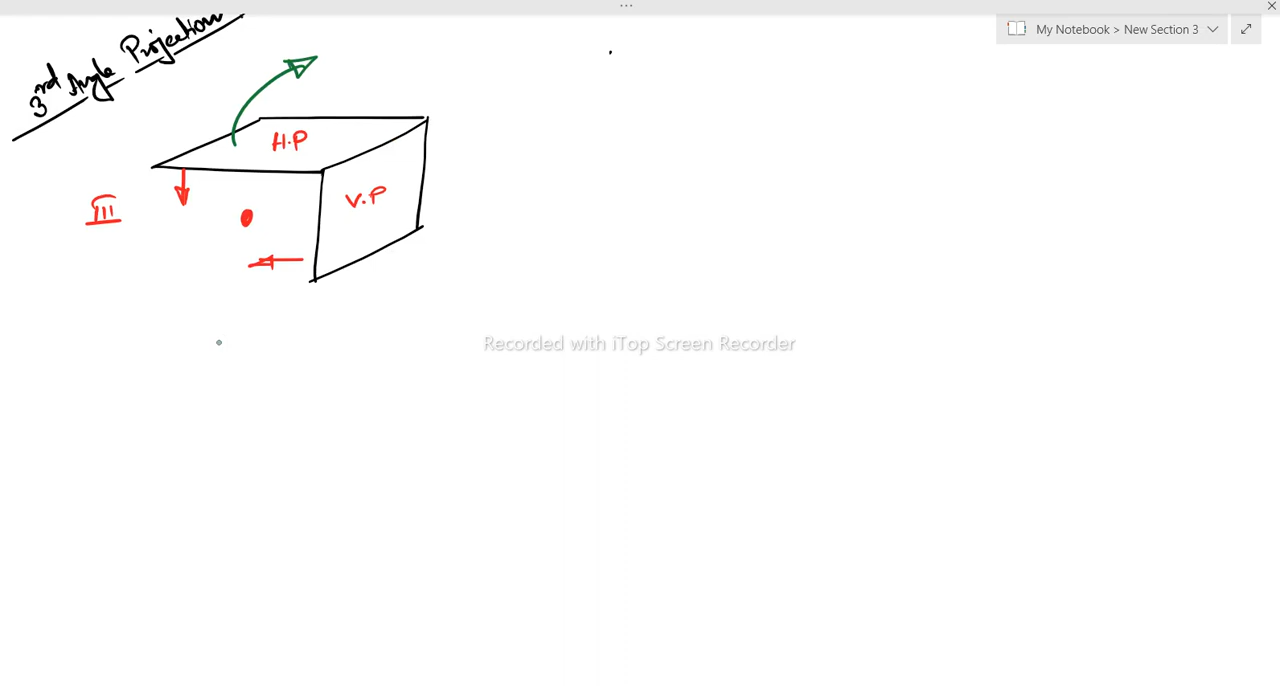 3rd Angle Projection
My Notebook > New Section 3
H.P
V.P
III
Recorded with iTop Screen Recorder